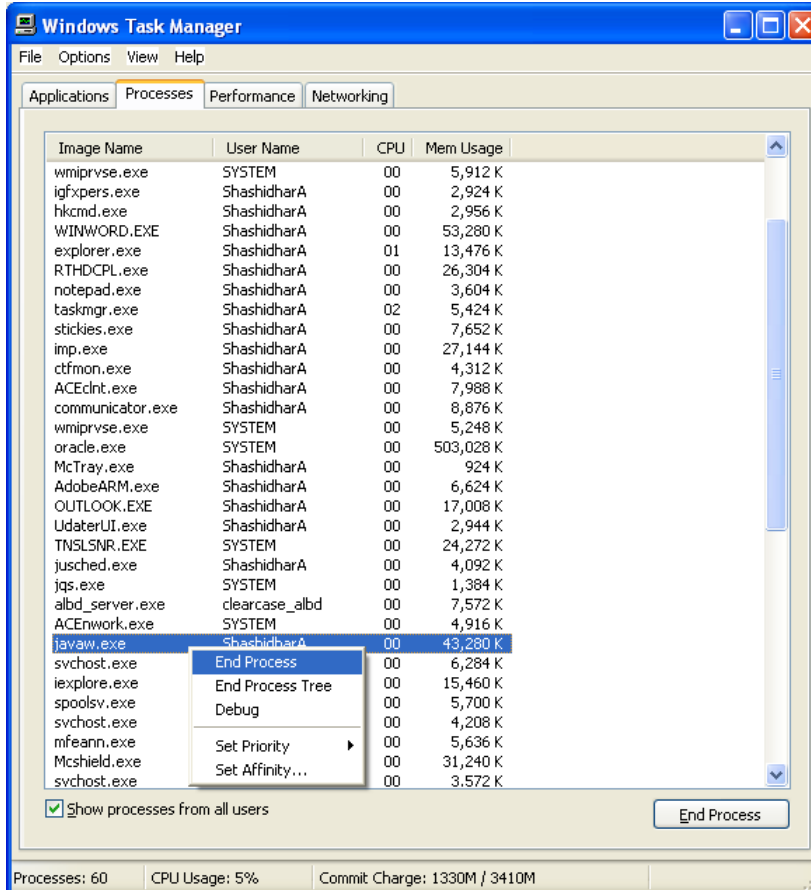 Windows Task Manager
File Options View Help
Applications Processes Performance Networking
Image Name User Name CPU Mem Usage
wmiprvse.exe SYSTEM 00 5,912 K
igfxpers.exe ShashidharA 00 2,924 K
hkcmd.exe ShashidharA 00 2,956 K
WINWORD.EXE ShashidharA 00 53,280 K
explorer.exe ShashidharA 01 13,476 K
RTHDCPL.exe ShashidharA 00 26,304 K
notepad.exe ShashidharA 00 3,604 K
taskmgr.exe ShashidharA 02 5,424 K
stickies.exe ShashidharA 00 7,652 K
imp.exe ShashidharA 00 27,144 K
ctfmon.exe ShashidharA 00 4,312 K
ACEclnt.exe ShashidharA 00 7,988 K
communicator.exe ShashidharA 00 8,876 K
wmiprvse.exe SYSTEM 00 5,248 K
oracle.exe SYSTEM 00 503,028 K
McTray.exe ShashidharA 00 924 K
AdobeARM.exe ShashidharA 00 6,624 K
OUTLOOK.EXE ShashidharA 00 17,008 K
UdaterUI.exe ShashidharA 00 2,944 K
TNSLSNR.EXE SYSTEM 00 24,272 K
jusched.exe ShashidharA 00 4,092 K
jqs.exe SYSTEM 00 1,384 K
albd_server.exe clearcase_albd 00 7,572 K
ACEnwork.exe SYSTEM 00 4,916 K
javaw.exe ShashidharA 00 43,280 K
svchost.exe 00 6,284 K
End Process
iexplore.exe 00 15,460 K
End Process Tree
spoolsv.exe 00 5,700 K
Debug
svchost.exe 00 4,208 K
mfeann.exe 00 5,636 K
Set Priority
Mcshield.exe 00 31,240 K
Set Affinity...
svchost.exe 00 3,572 K
Show processes from all users
End Process
Processes: 60 CPU Usage: 5% Commit Charge: 1330M / 3410M